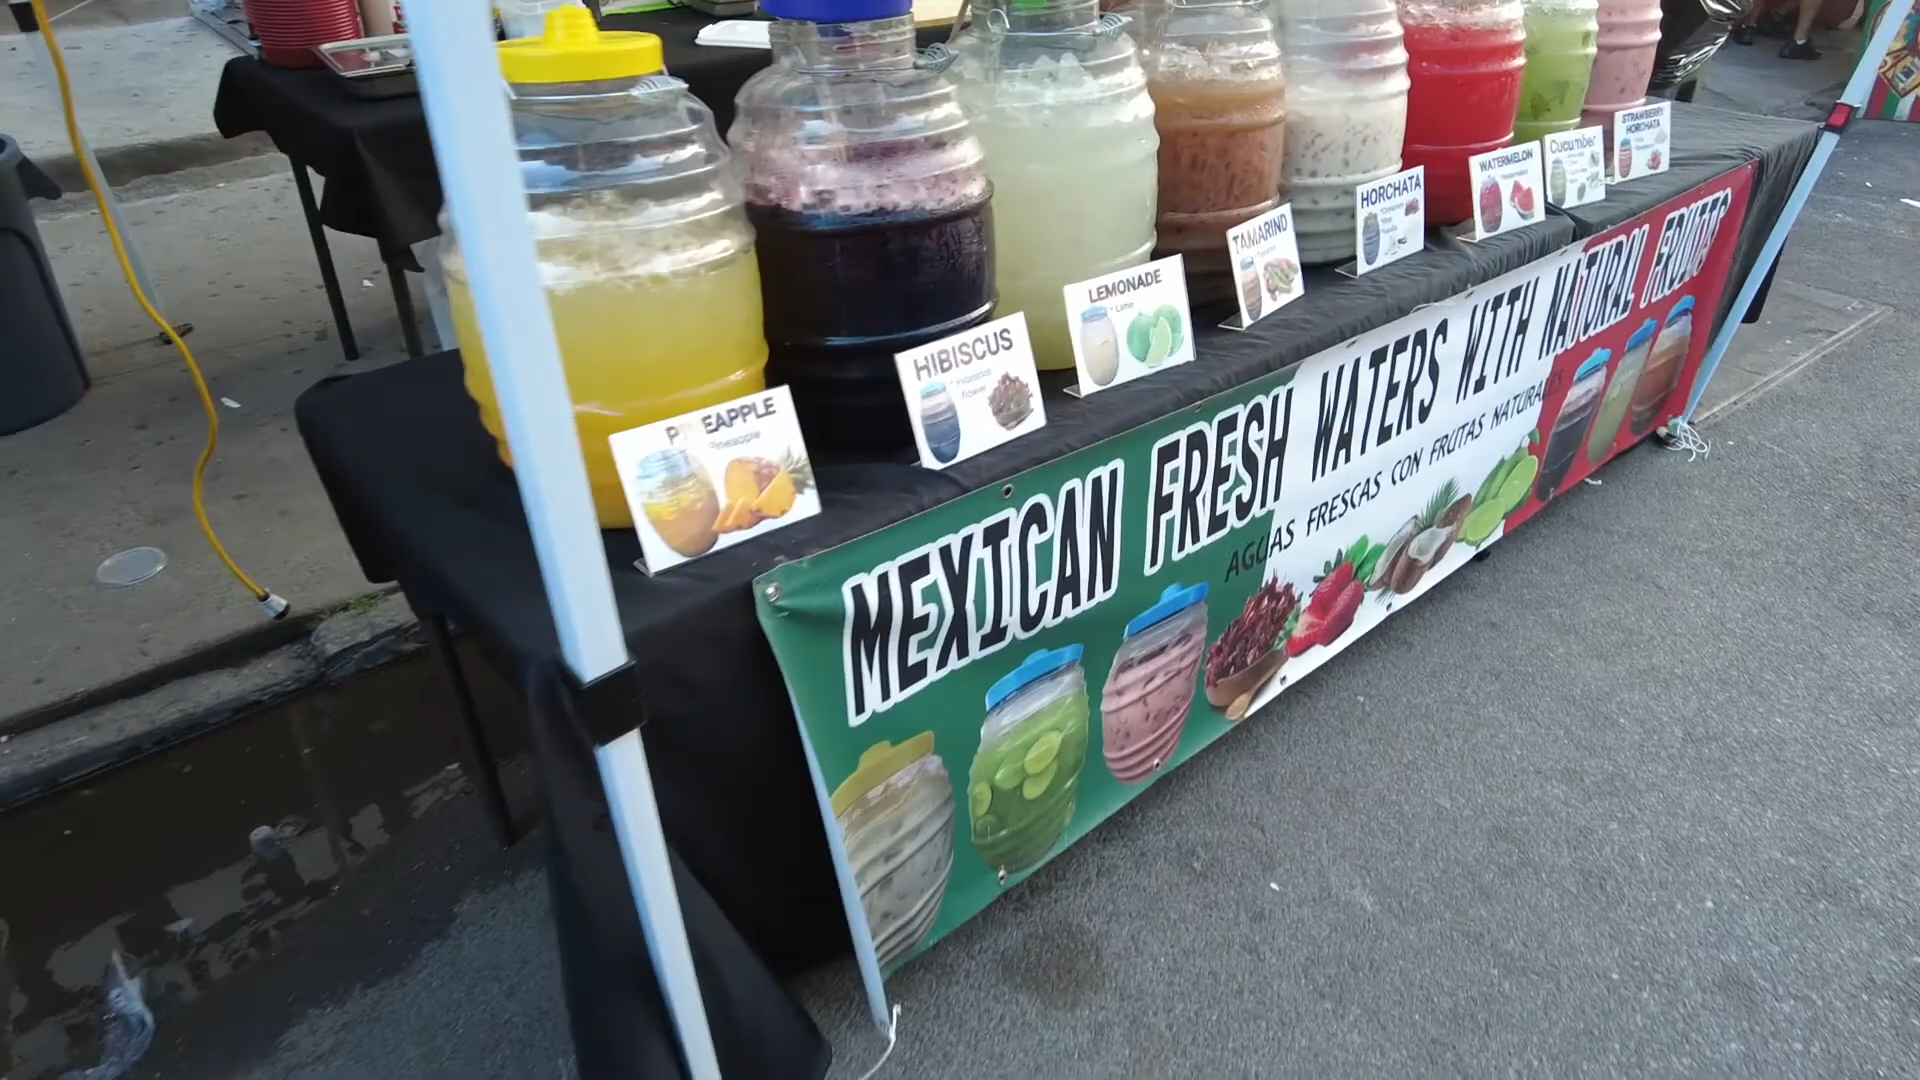 PINEAPPLE
Pineapple
HIBISCUS
* Hibiscus
flower
LEMONADE
* Lime
TAMARIND
HORCHATA
WATERMELON
Cucumber
STRAWBERRY
HORCHATA
MEXICAN FRESH WATERS WITH NATURAL FRUITS
AGUAS FRESCAS CON FRUTAS NATURALES